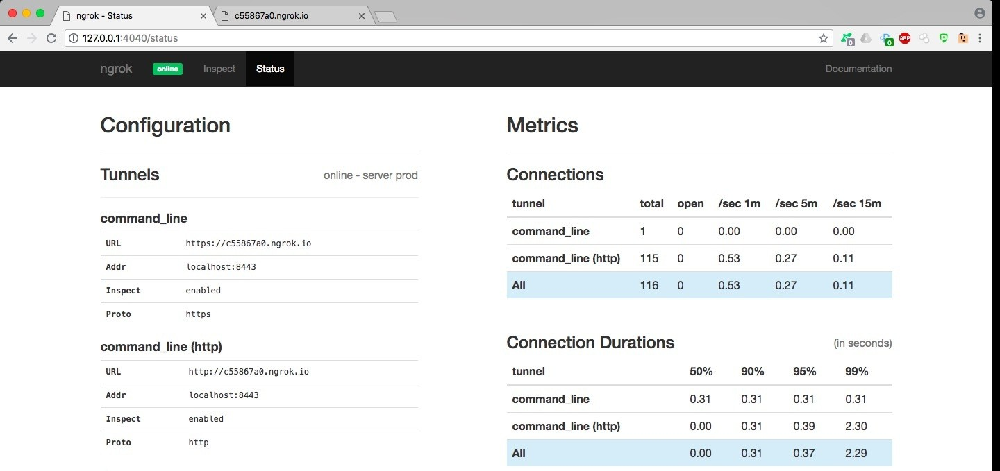 ngrok - Status
c55867a0.ngrok.io
127.0.0.1:4040/status
0
0
ABP
ngrok
online
Inspect
Status
Documentation
Configuration
Tunnels
online - server prod
command_line
URL https://c55867a0.ngrok.io
Addr localhost:8443
Inspect enabled
Proto https
command_line (http)
URL http://c55867a0.ngrok.io
Addr localhost:8443
Inspect enabled
Proto http
Metrics
Connections
tunnel total open /sec 1m /sec 5m /sec 15m
command_line 1 0 0.00 0.00 0.00
command_line (http) 115 0 0.53 0.27 0.11
All 116 0 0.53 0.27 0.11
Connection Durations
(in seconds)
tunnel 50% 90% 95% 99%
command_line 0.31 0.31 0.31 0.31
command_line (http) 0.00 0.31 0.39 2.30
All 0.00 0.31 0.37 2.29